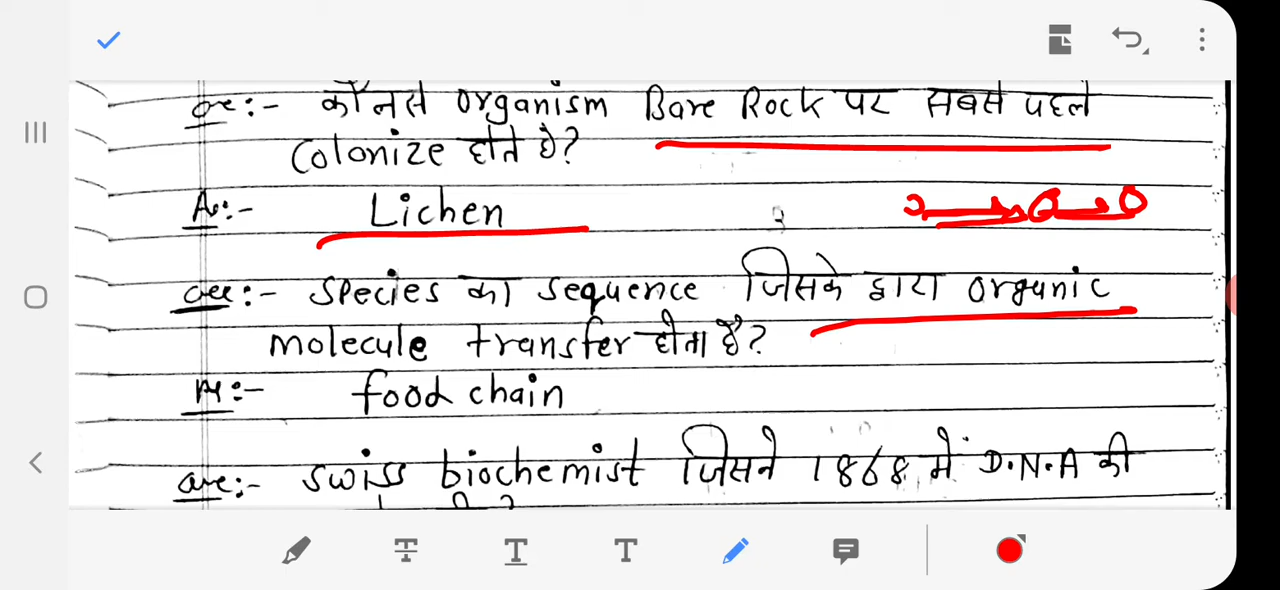 Que:- कौनसे organism Bare Rock पर सबसे पहले
Colonize होते है?
A:- Lichen
Que:- Species का sequence जिसके द्वारा organic
molecule transfer होता है?
A:- food chain
Que:- swiss biochemist जिसने 1868 मे D.N.A की